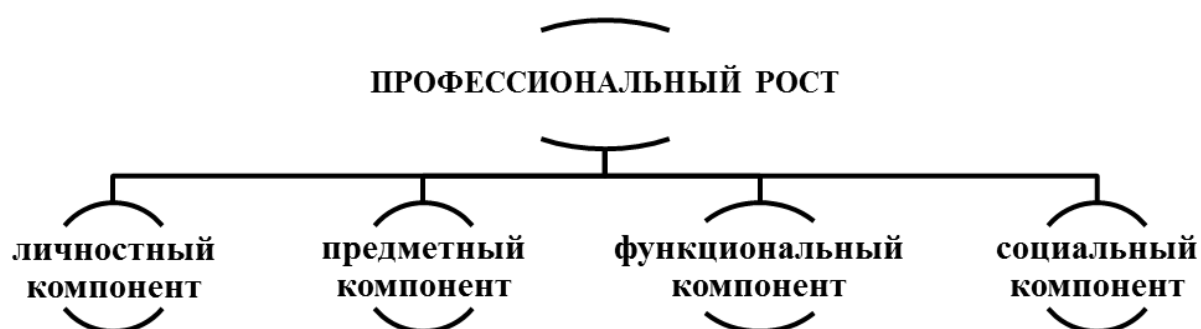 ПРОФЕССИОНАЛЬНЫЙ РОСТ
личностный
компонент
предметный
компонент
функциональный
компонент
социальный
компонент